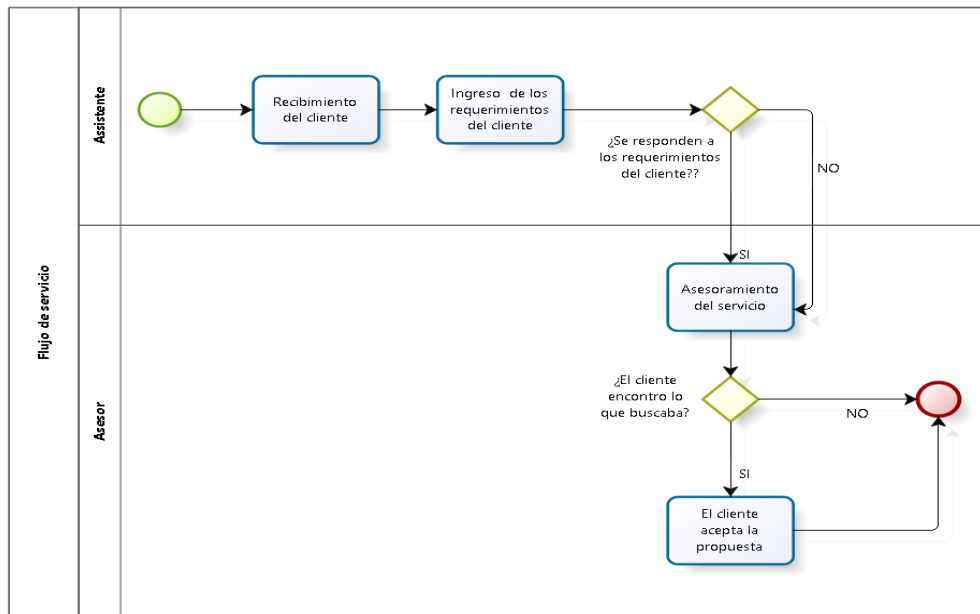 Flujo de servicio
Assistente
Recibimiento
del cliente
Ingreso de los
requerimientos
del cliente
¿Se responden a
los requerimientos
del cliente??
NO
SI
Asesor
Asesoramiento
del servicio
¿El cliente
encontro lo
que buscaba?
NO
SI
El cliente
acepta la
propuesta